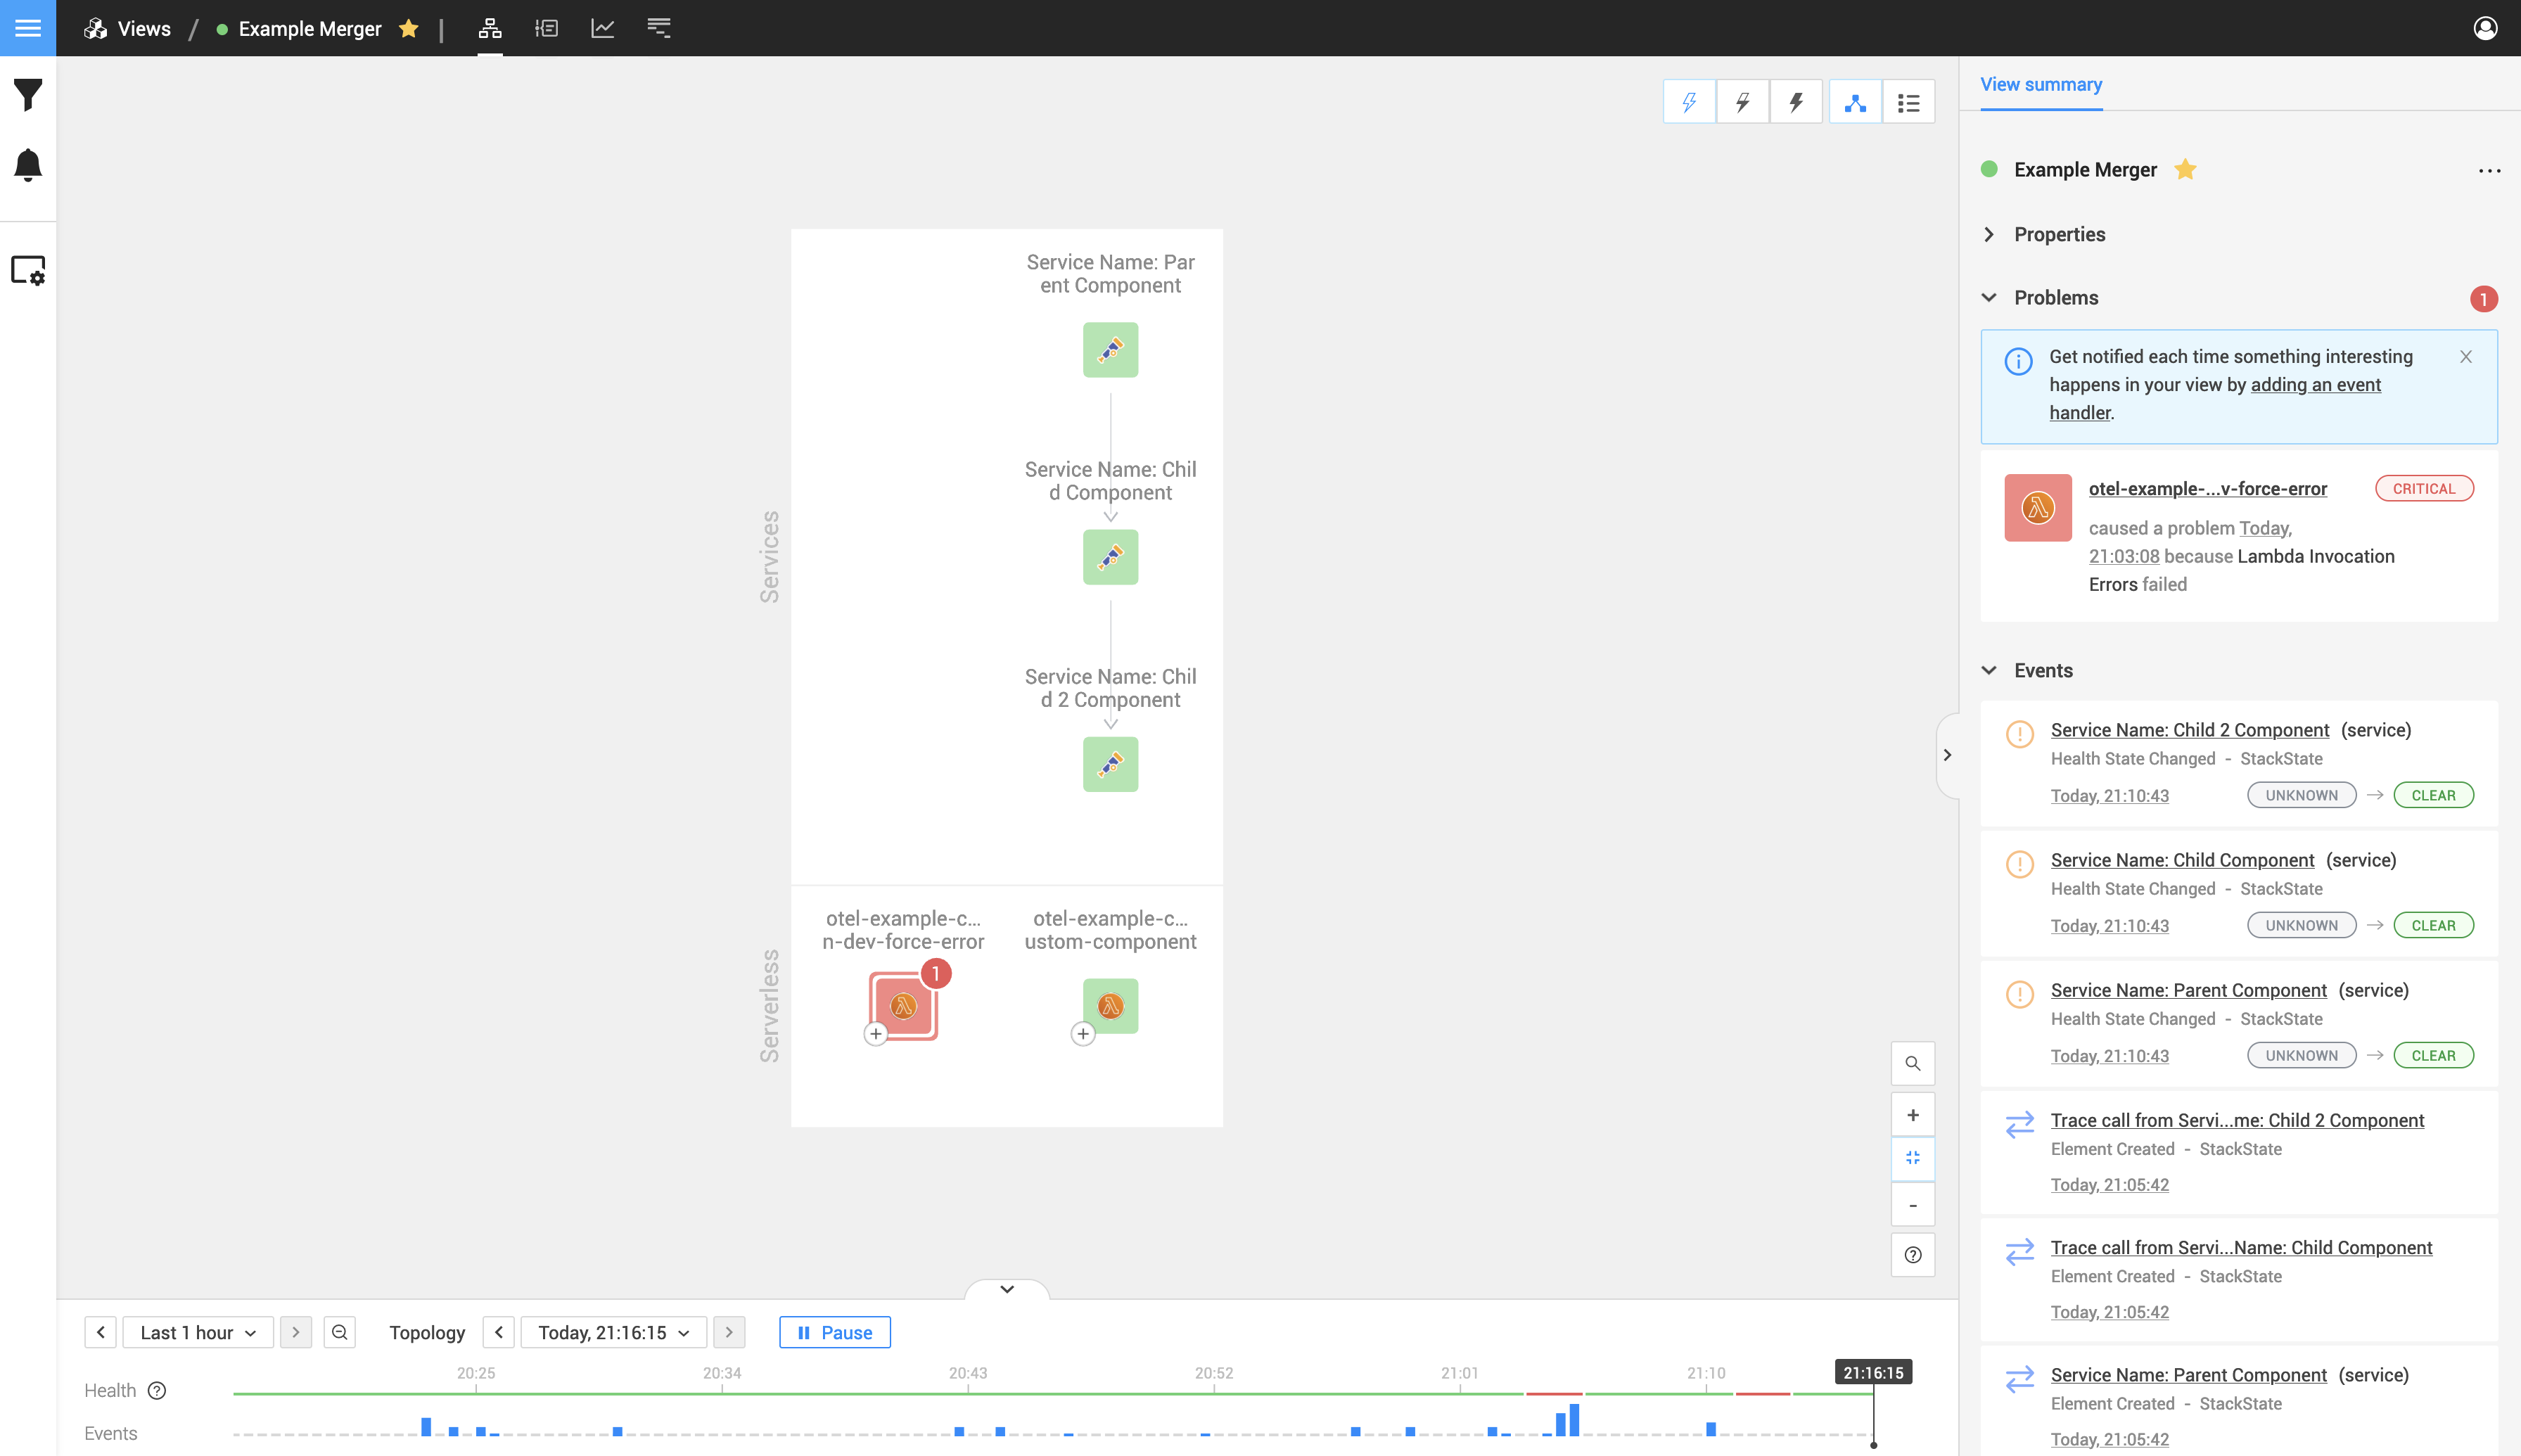 Views / Example Merger
View summary
Example Merger
Properties
Problems
1
Get notified each time something interesting
happens in your view by adding an event
handler.
otel-example-...v-force-error
CRITICAL
caused a problem Today,
21:03:08 because Lambda Invocation
Errors failed
Events
Service Name: Child 2 Component (service)
Health State Changed - StackState
Today, 21:10:43
UNKNOWN
CLEAR
Service Name: Child Component (service)
Health State Changed - StackState
Today, 21:10:43
UNKNOWN
CLEAR
Service Name: Parent Component (service)
Health State Changed - StackState
Today, 21:10:43
UNKNOWN
CLEAR
Trace call from Servi...me: Child 2 Component
Element Created - StackState
Today, 21:05:42
Trace call from Servi...Name: Child Component
Element Created - StackState
Today, 21:05:42
Service Name: Parent Component (service)
Element Created - StackState
Today, 21:05:42
Services
Service Name: Par
ent Component
Service Name: Chil
d Component
Service Name: Chil
d 2 Component
Serverless
otel-example-c...
n-dev-force-error
1
otel-example-c...
ustom-component
Last 1 hour
Topology
Today, 21:16:15
Pause
20:25
20:34
20:43
20:52
21:01
21:10
21:16:15
Health
Events